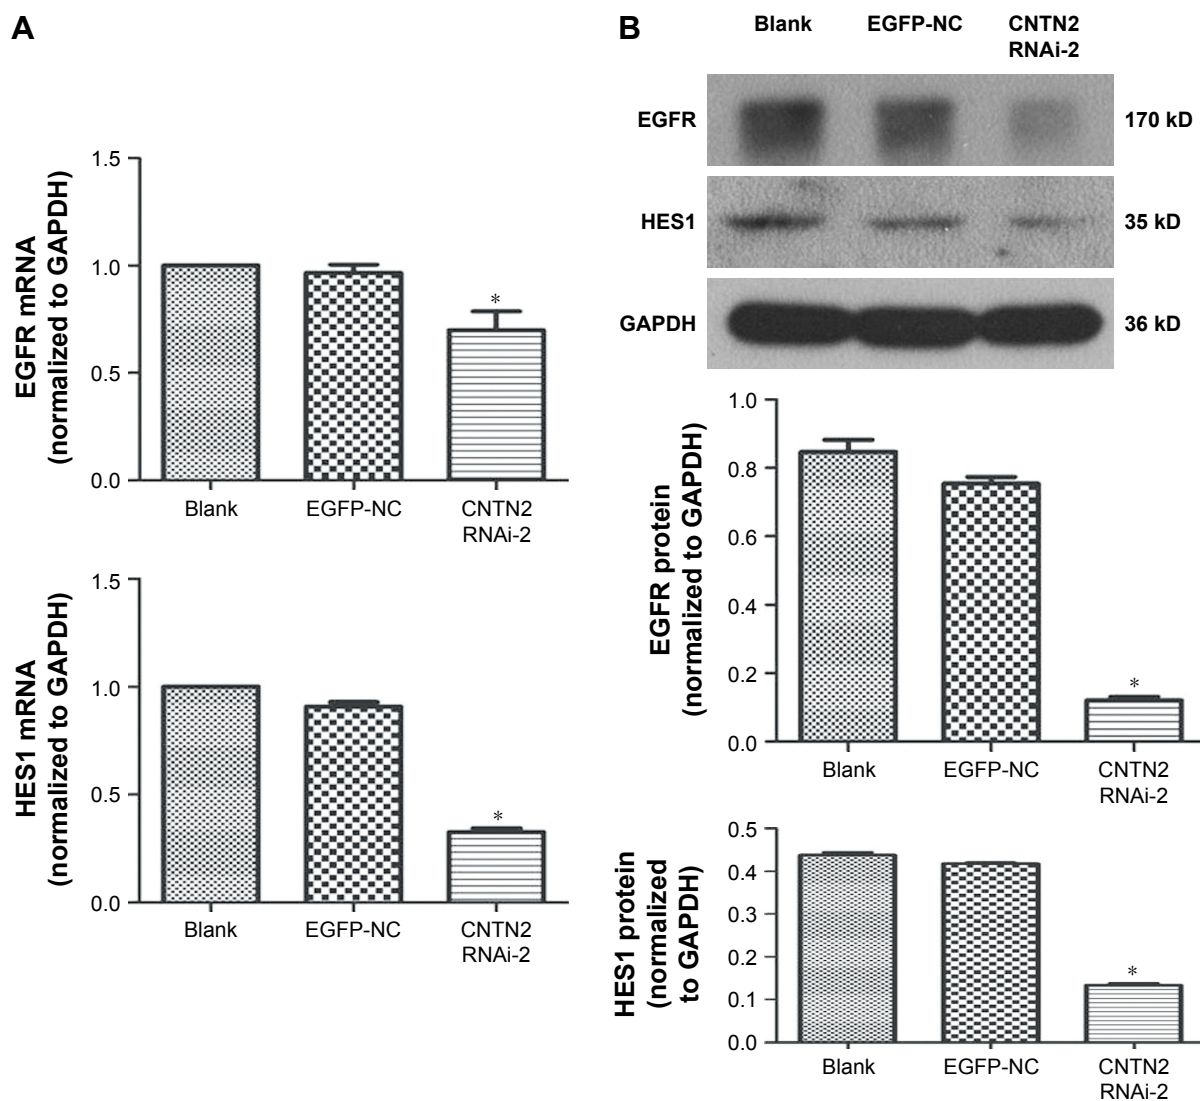 A
EGFR mRNA
(normalized to GAPDH)
1.5
1.0
0.5
0.0
*
Blank
EGFP-NC
CNTN2
RNAi-2
HES1 mRNA
(normalized to GAPDH)
1.5
1.0
0.5
0.0
*
Blank
EGFP-NC
CNTN2
RNAi-2
B
Blank
EGFP-NC
CNTN2
RNAi-2
EGFR
170 kD
HES1
35 kD
GAPDH
36 kD
EGFR protein
(normalized to GAPDH)
1.0
0.8
0.6
0.4
0.2
0.0
*
Blank
EGFP-NC
CNTN2
RNAi-2
HES1 protein
(normalized
to GAPDH)
0.5
0.4
0.3
0.2
0.1
0.0
*
Blank
EGFP-NC
CNTN2
RNAi-2